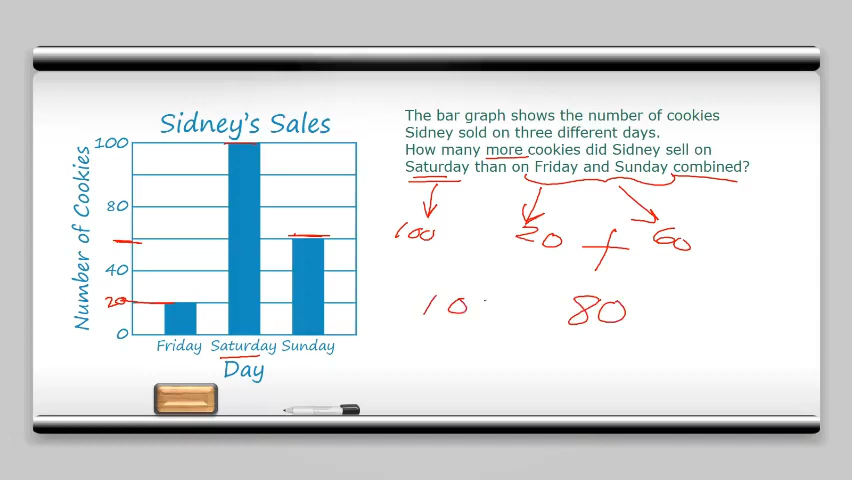 Sidney's Sales
Number of Cookies
100
80
40
20
0
Friday Saturday Sunday
Day
The bar graph shows the number of cookies
Sidney sold on three different days.
How many more cookies did Sidney sell on
Saturday than on Friday and Sunday combined?
100 20 + 60
10 80